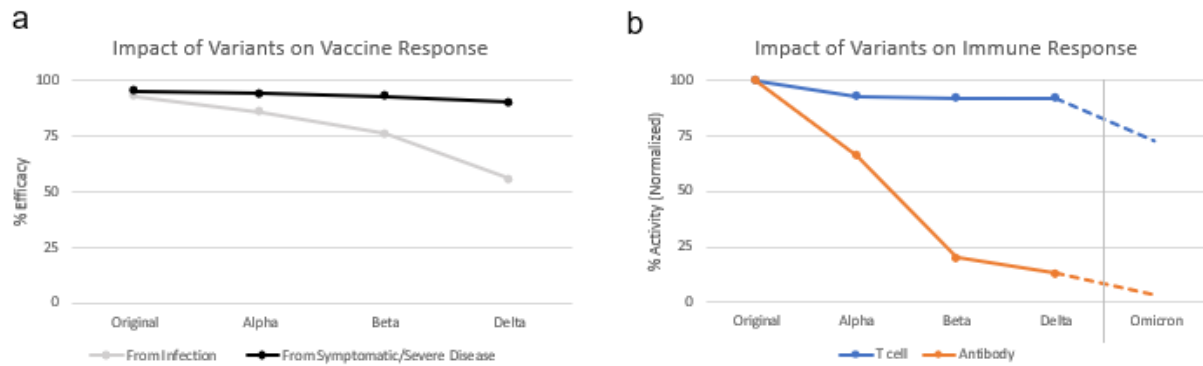 a
Impact of Variants on Vaccine Response
% Efficacy
100
75
50
25
0
Original Alpha Beta Delta
From Infection From Symptomatic/Severe Disease
b
Impact of Variants on Immune Response
% Activity (Normalized)
100
75
50
25
0
Original Alpha Beta Delta Omicron
T cell Antibody